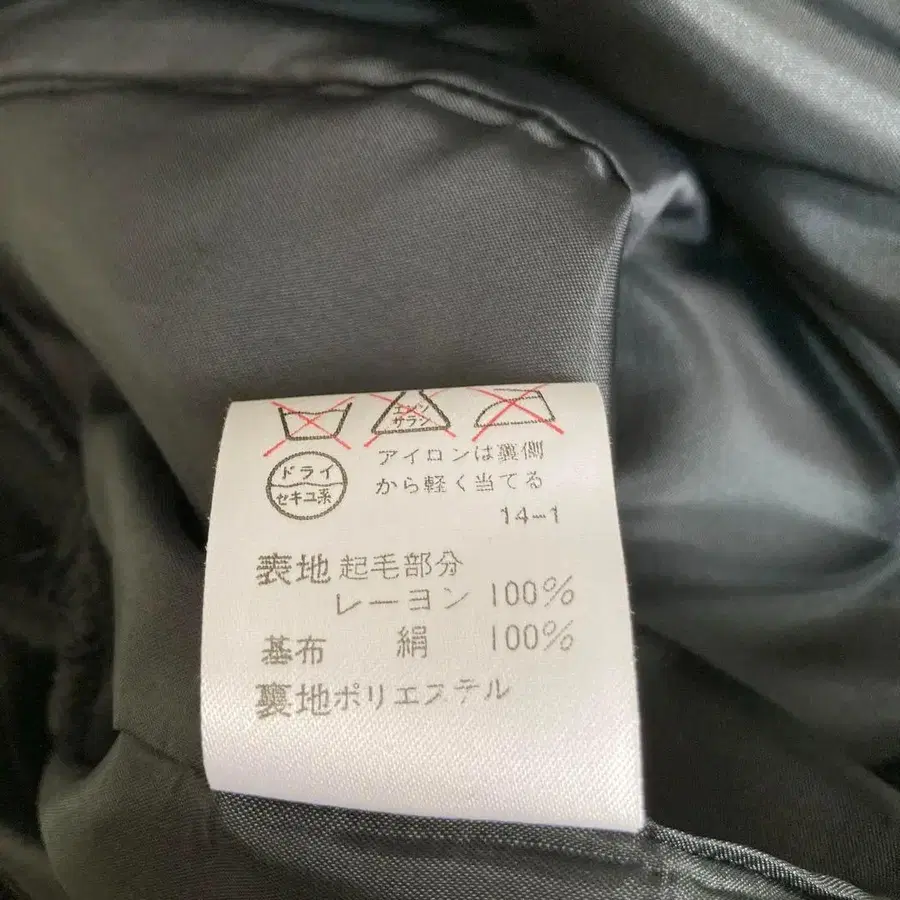 エンソ
サラシ
ドライ
セキユ系
アイロンは裏側
から軽く当てる
14-1
表地 起毛部分
レーヨン 100%
基布 絹 100%
裏地ポリエステル